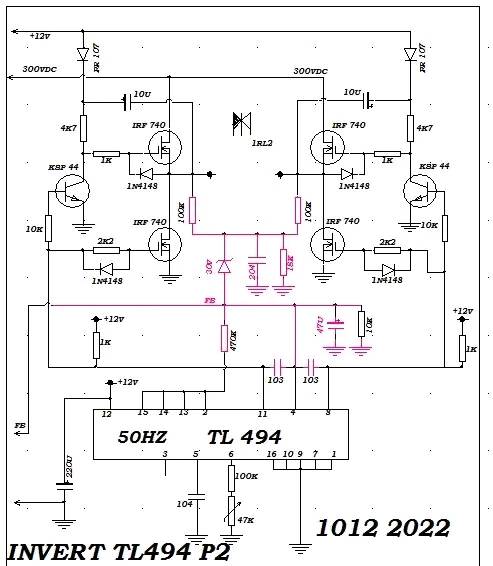 +12v
FR 107
FR 107
300VDC
300VDC
10U
10U
IRF 740
IRF 740
1RL2
4K7
4K7
1K
1K
KSP 44
KSP 44
1N4148
1N4148
100K
100K
IRF 740
IRF 740
10K
10K
2K2
2K2
1N4148
1N4148
30v
204
18K
FB
+12v
+12v
47U
10K
1K
1K
470K
103
103
+12v
12
15
14
13
2
11
4
8
50HZ
TL 494
FB
3
5
6
16
10
9
7
1
220U
104
100K
47K
1012 2022
INVERT TL494 P2